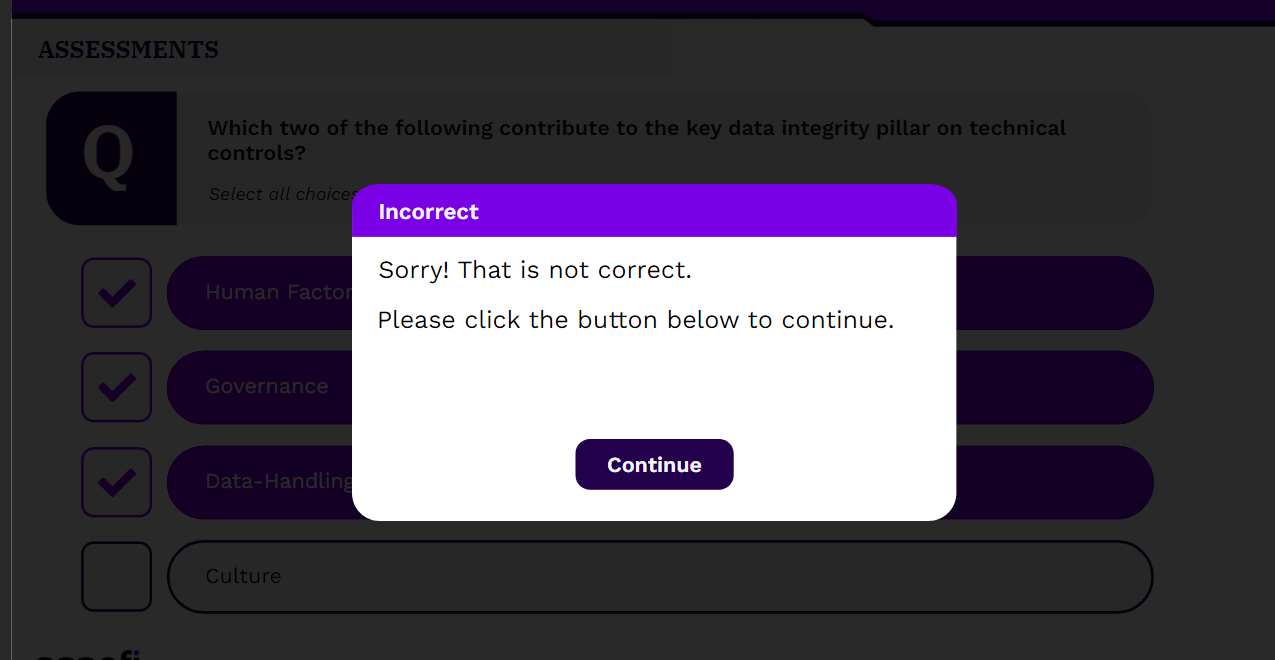 ASSESSMENTS
Q
Which two of the following contribute to the key data integrity pillar on technical
controls?
Select all choices
Incorrect
Sorry! That is not correct.
Please click the button below to continue.
Continue
Human Factor
Governance
Data-Handling
Culture